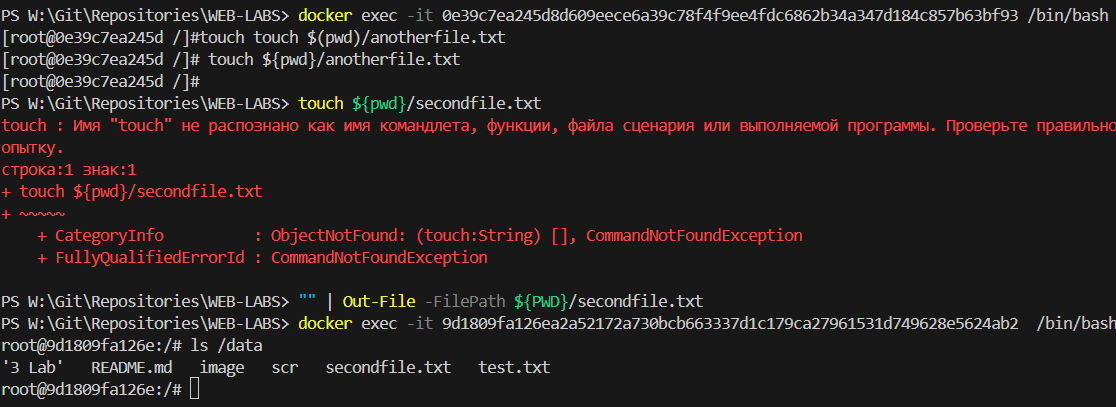 PS W:\Git\Repositories\WEB-LABS> docker exec -it 0e39c7ea245d8d609eece6a39c78f4f9ee4fdc6862b34a347d184c857b63bf93 /bin/bash
[root@0e39c7ea245d /]#touch touch $(pwd)/anotherfile.txt
[root@0e39c7ea245d /]# touch ${pwd}/anotherfile.txt
[root@0e39c7ea245d /]#
PS W:\Git\Repositories\WEB-LABS> touch ${pwd}/secondfile.txt
touch : Имя "touch" не распознано как имя командлета, функции, файла сценария или выполняемой программы. Проверьте правильно
опытку.
строка:1 знак:1
+ touch ${pwd}/secondfile.txt
+ ~~~~~
    + CategoryInfo          : ObjectNotFound: (touch:String) [], CommandNotFoundException
    + FullyQualifiedErrorId : CommandNotFoundException
PS W:\Git\Repositories\WEB-LABS> "" | Out-File -FilePath ${PWD}/secondfile.txt
PS W:\Git\Repositories\WEB-LABS> docker exec -it 9d1809fa126ea2a52172a730bcb663337d1c179ca27961531d749628e5624ab2  /bin/bash
root@9d1809fa126e:/# ls /data
'3 Lab'   README.md   image   scr   secondfile.txt   test.txt
root@9d1809fa126e:/#